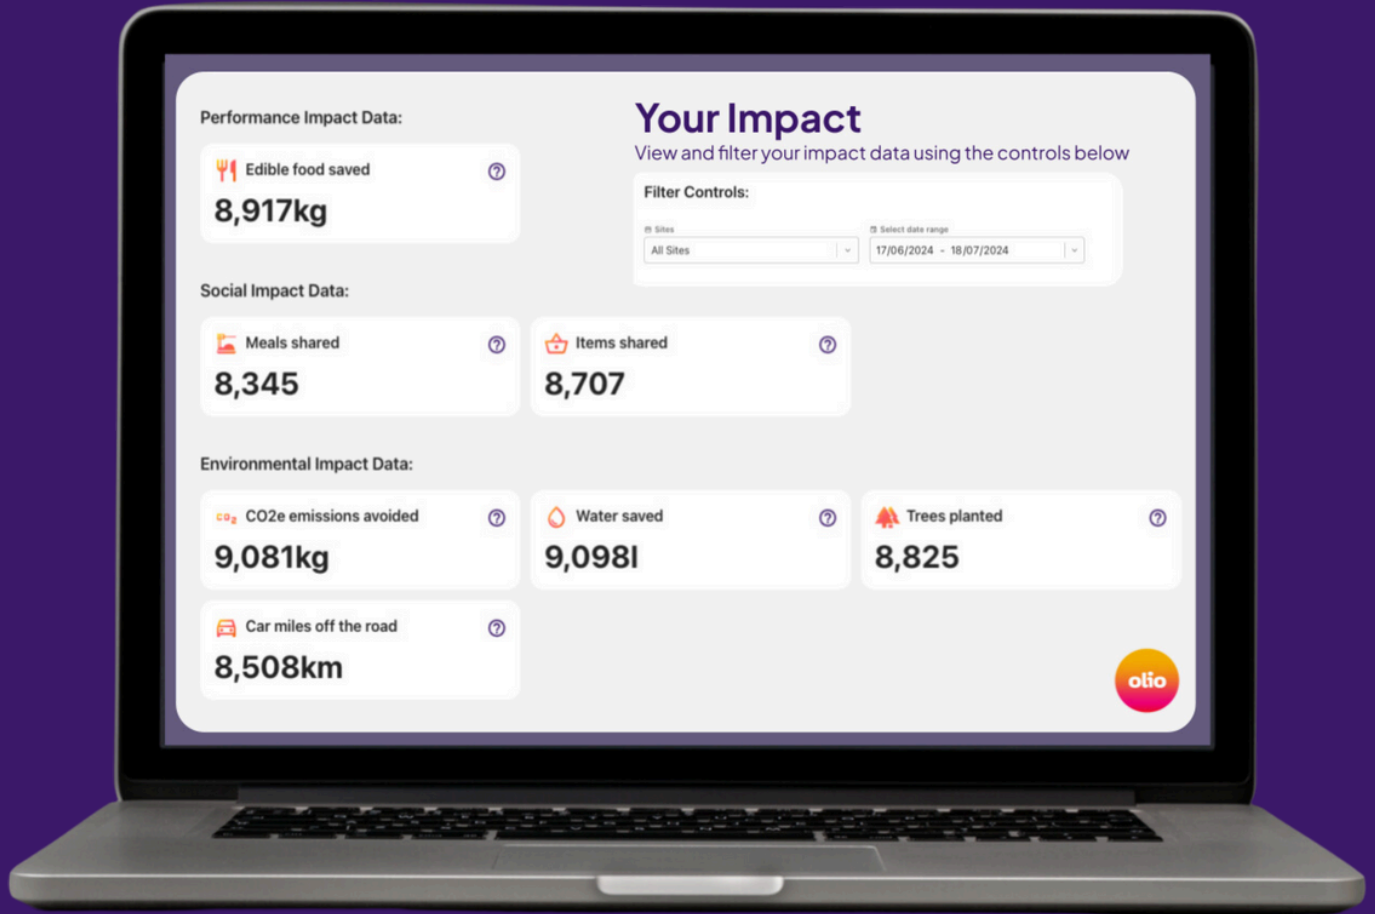 Performance Impact Data:
Your Impact
View and filter your impact data using the controls below
Edible food saved
8,917kg
Filter Controls:
Sites
Select date range
All Sites
17/06/2024 - 18/07/2024
Social Impact Data:
Meals shared
8,345
Items shared
8,707
Environmental Impact Data:
CO2 CO2e emissions avoided
9,081kg
Water saved
9,098l
Trees planted
8,825
Car miles off the road
8,508km
olio